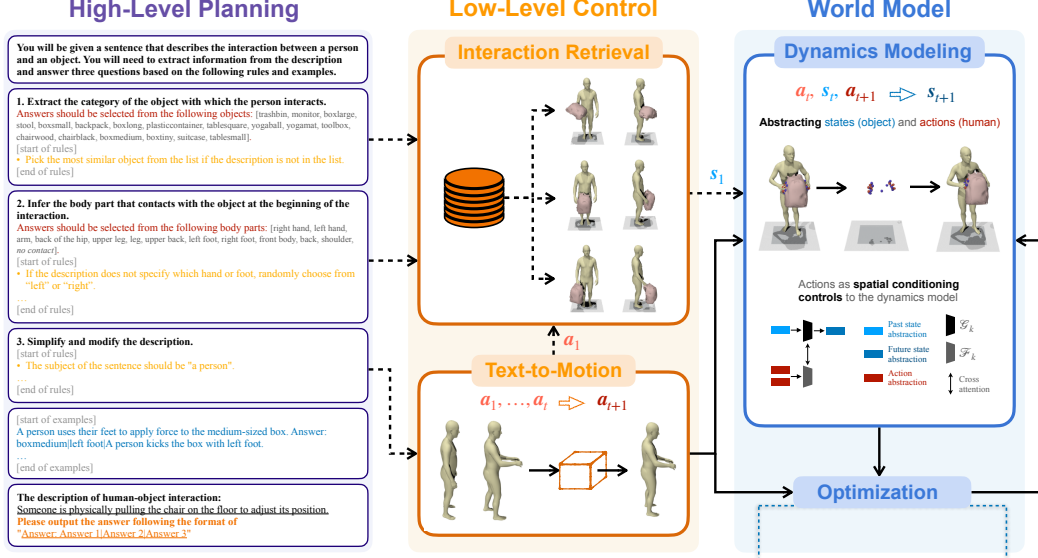 High-Level Planning
You will be given a sentence that describes the interaction between a person
and an object. You will need to extract information from the description
and answer three questions based on the following rules and examples.
1. Extract the category of the object with which the person interacts.
Answers should be selected from the following objects: [trashbin, monitor, boxlarge,
stool, boxsmall, backpack, boxlong, plasticcontainer, tablesquare, yogaball, yogamat, toolbox,
chairwood, chairblack, boxmedium, boxtiny, suitcase, tablesmall].
[start of rules]
• Pick the most similar object from the list if the description is not in the list.
[end of rules]
2. Infer the body part that contacts with the object at the beginning of the
interaction.
Answers should be selected from the following body parts: [right hand, left hand,
arm, back of the hip, upper leg, leg, upper back, left foot, right foot, front body, back, shoulder,
no contact].
[start of rules]
• If the description does not specify which hand or foot, randomly choose from
“left” or “right”.
…
[end of rules]
3. Simplify and modify the description.
[start of rules]
• The subject of the sentence should be "a person".
…
[end of rules]
[start of examples]
A person uses their feet to apply force to the medium-sized box. Answer:
boxmedium|left foot|A person kicks the box with left foot.
…
[end of examples]
The description of human-object interaction:
Someone is physically pulling the chair on the floor to adjust its position.
Please output the answer following the format of
"Answer: Answer 1|Answer 2|Answer 3"
Low-Level Control
Interaction Retrieval
a1
Text-to-Motion
a1, …, at ⇨ at+1
s1
World Model
Dynamics Modeling
at, st, at+1 ⇨ st+1
Abstracting states (object) and actions (human)
Actions as spatial conditioning
controls to the dynamics model
Past state
abstraction
Future state
abstraction
Action
abstraction
𝒢k
ℱk
Cross
attention
Optimization